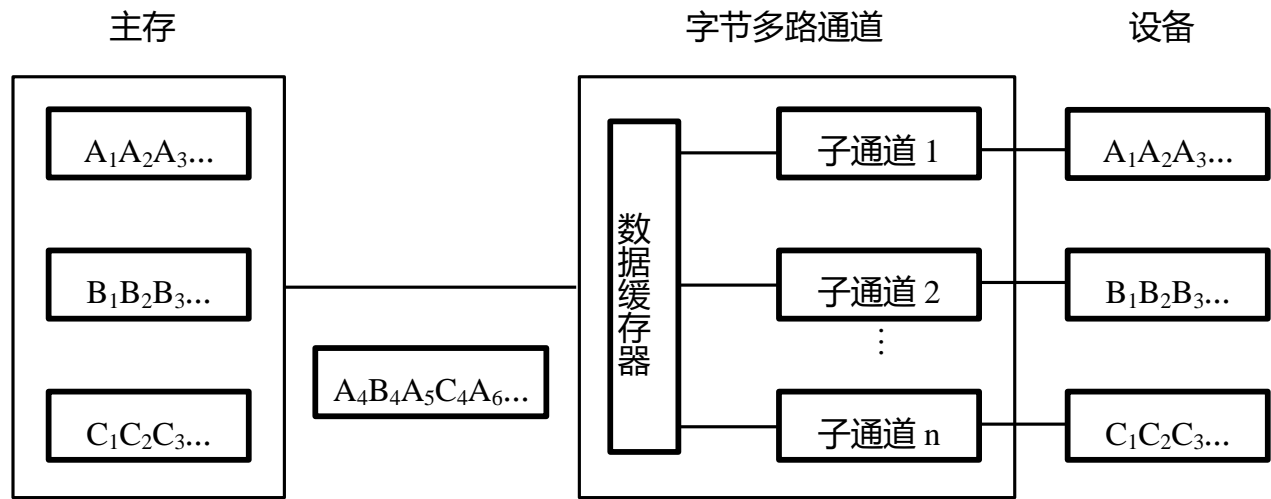 主存
字节多路通道
设备
A₁A₂A₃...
B₁B₂B₃...
C₁C₂C₃...
A₄B₄A₅C₄A₆...
数据缓存器
子通道 1
子通道 2
⋮
子通道 n
A₁A₂A₃...
B₁B₂B₃...
C₁C₂C₃...